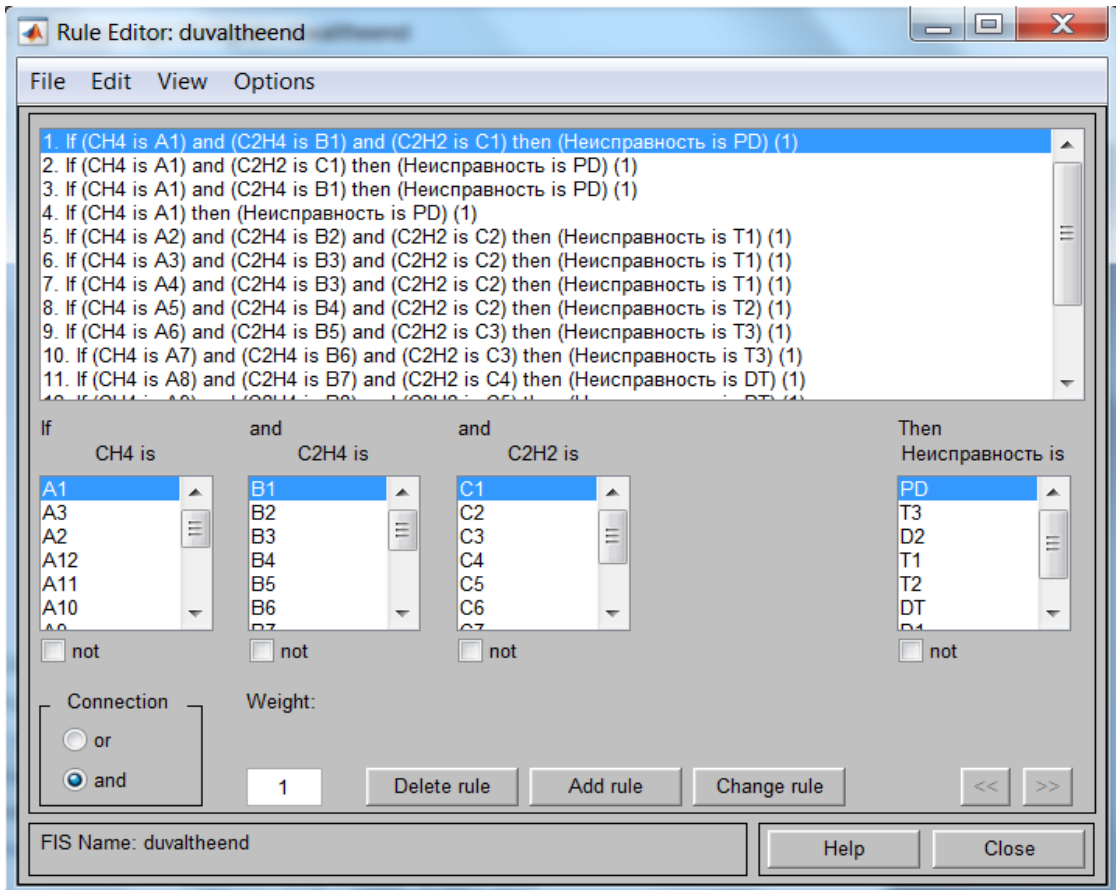 Rule Editor: duvaltheend
File Edit View Options
1. If (CH4 is A1) and (C2H4 is B1) and (C2H2 is C1) then (Неисправность is PD) (1)
2. If (CH4 is A1) and (C2H2 is C1) then (Неисправность is PD) (1)
3. If (CH4 is A1) and (C2H4 is B1) then (Неисправность is PD) (1)
4. If (CH4 is A1) then (Неисправность is PD) (1)
5. If (CH4 is A2) and (C2H4 is B2) and (C2H2 is C2) then (Неисправность is T1) (1)
6. If (CH4 is A3) and (C2H4 is B3) and (C2H2 is C2) then (Неисправность is T1) (1)
7. If (CH4 is A4) and (C2H4 is B3) and (C2H2 is C2) then (Неисправность is T1) (1)
8. If (CH4 is A5) and (C2H4 is B4) and (C2H2 is C2) then (Неисправность is T2) (1)
9. If (CH4 is A6) and (C2H4 is B5) and (C2H2 is C3) then (Неисправность is T3) (1)
10. If (CH4 is A7) and (C2H4 is B6) and (C2H2 is C3) then (Неисправность is T3) (1)
11. If (CH4 is A8) and (C2H4 is B7) and (C2H2 is C4) then (Неисправность is DT) (1)
If and and Then
CH4 is C2H4 is C2H2 is Неисправность is
A1 B1 C1 PD
A3 B2 C2 T3
A2 B3 C3 D2
A12 B4 C4 T1
A11 B5 C5 T2
A10 B6 C6 DT
not not not not
Connection Weight:
or
and 1 Delete rule Add rule Change rule << >>
FIS Name: duvaltheend Help Close